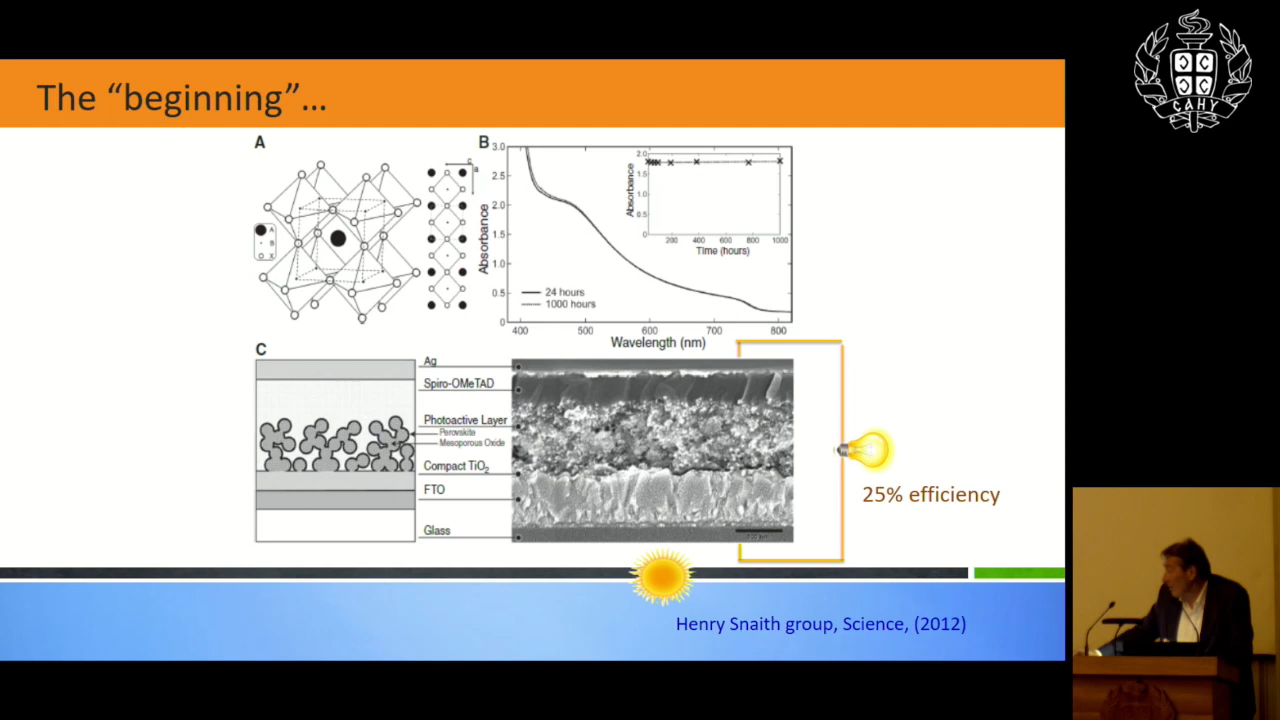 The “beginning”...
A
A
B
X
C
B
B
3.0
2.5
2.0
1.5
1.0
0.5
0
Absorbance
400
500
600
700
800
Wavelength (nm)
24 hours
1000 hours
2.0
1.5
1.0
0.5
0
Absorbance
200
400
600
800
1000
Time (hours)
C
Ag
Spiro-OMeTAD
Photoactive Layer
Perovskite
Mesoporous Oxide
Compact TiO₂
FTO
Glass
25% efficiency
Henry Snaith group, Science, (2012)
САНУ